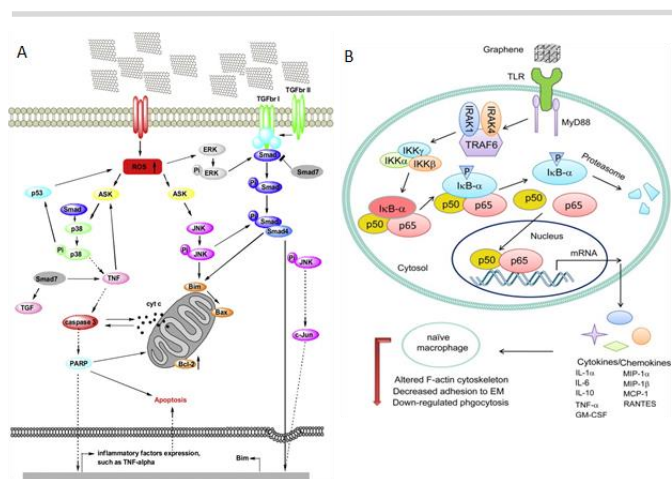 A
TGFbr II
TGFbr I
ERK
ROS
Pi
ERK
Smad
Smad7
p53
ASK
ASK
Pi
Smad
Smad
p38
JNK
Pi
Smad
Smad4
Pi
p38
Pi
JNK
Pi
JNK
Smad7
TNF
Bim
TGF
cyt c
Bax
caspase 3
c-Jun
PARP
Bcl-2
Apoptosis
inflammatory factors expression,
such as TNF-alpha
Bim
B
Graphene
TLR
MyD88
IRAK1
IRAK4
TRAF6
IKKγ
IKKα
IKKβ
P
IκB-α
P
IκB-α
Proteasome
IκB-α
p50
p65
p50
p65
p50
p65
Nucleus
p50
p65
mRNA
Cytosol
naïve
macrophage
Altered F-actin cytoskeleton
Decreased adhesion to EM
Down-regulated phgocytosis
Cytokines/Chemokines
IL-1α MIP-1α
IL-6 MIP-1β
IL-10 MCP-1
TNF-α RANTES
GM-CSF